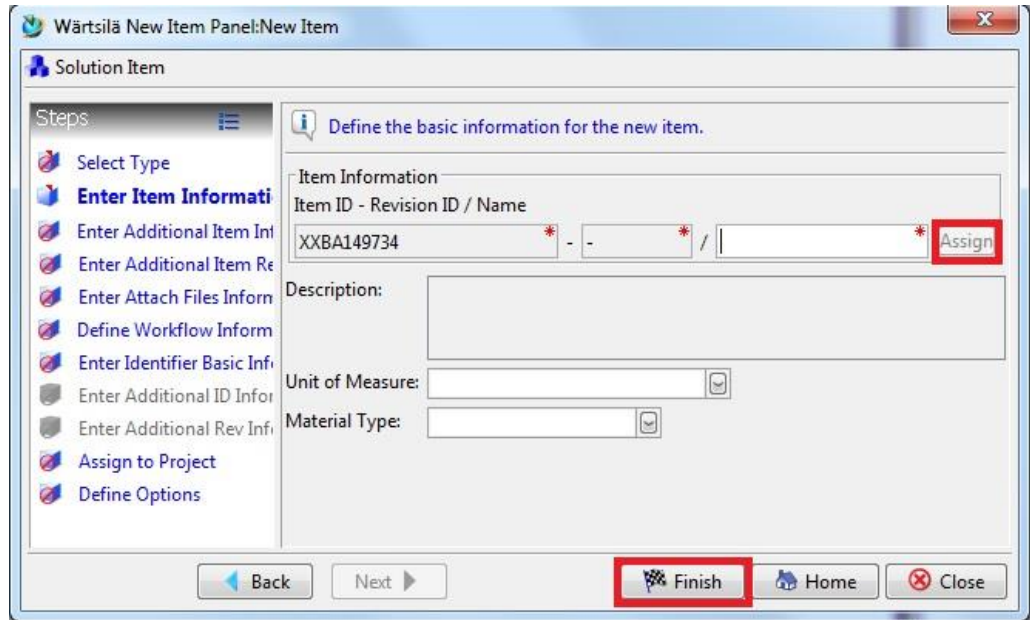 Wärtsilä New Item Panel:New Item
Solution Item
Steps
Select Type
Enter Item Informati
Enter Additional Item Inf
Enter Additional Item Re
Enter Attach Files Inform
Define Workflow Inform
Enter Identifier Basic Inf
Enter Additional ID Infor
Enter Additional Rev Inf
Assign to Project
Define Options
Define the basic information for the new item.
Item Information
Item ID - Revision ID / Name
XXBA149734 * - - * / * Assign
Description:
Unit of Measure:
Material Type:
Back Next Finish Home Close